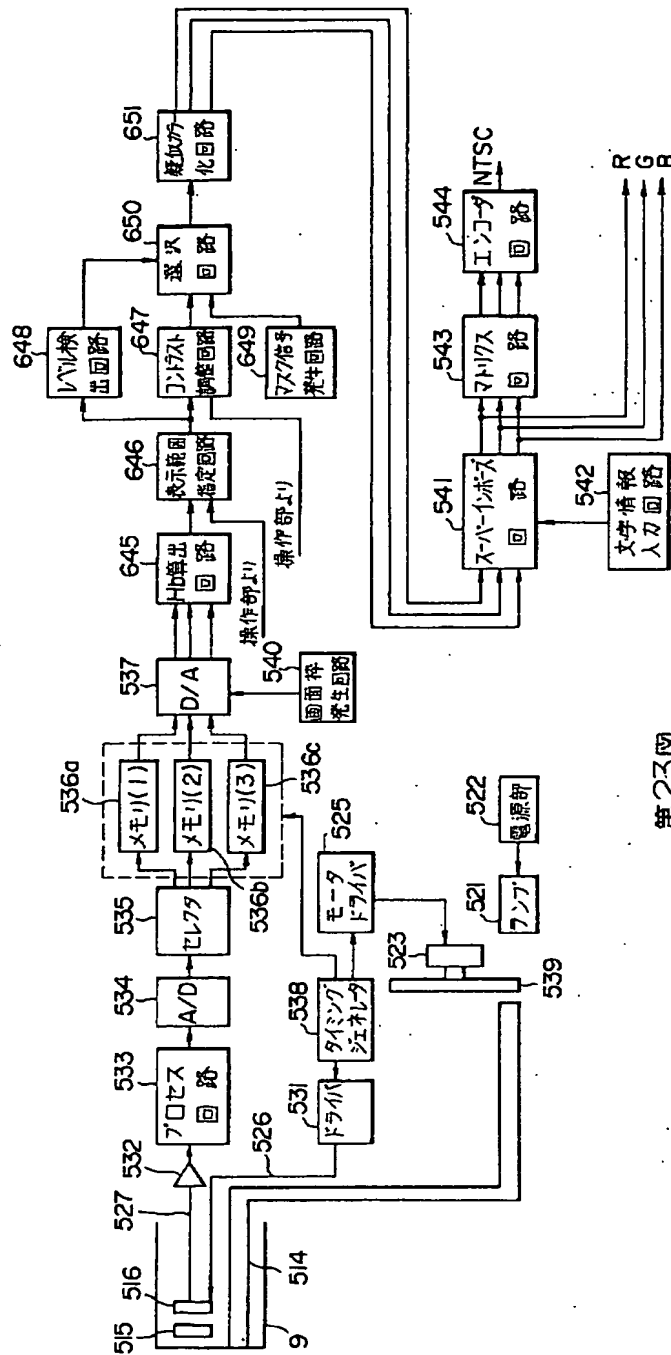 515
516
527
532
533
プロセス
回路
534
A/D
535
セレクタ
536a
メモリ(1)
メモリ(2)
536b
メモリ(3)
536c
537
D/A
540
画面枠
発生回路
645
Hb算出
回路
操作部より
646
表示範囲
指定回路
操作部より
648
レベル検
出回路
647
コントラスト
調整回路
649
マスク信号
発生回路
650
選択
回路
651
疑似カラー
化回路
9
514
526
531
ドライバ
538
タイミング
ジェネレータ
525
モータ
ドライバ
523
539
521
ランプ
522
電源部
541
スーパーインポーズ
回路
542
文字情報
入力回路
543
マトリクス
回路
544
エンコーダ
回路
NTSC
R
G
B
第23図